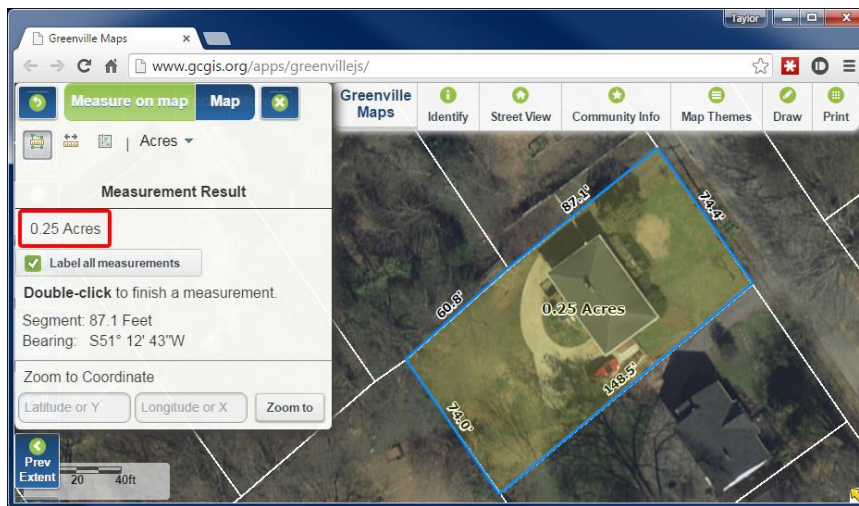 Taylor
Greenville Maps
www.gcgis.org/apps/greenvillejs/
Measure on map
Map
Greenville Maps
Identify
Street View
Community Info
Map Themes
Draw
Print
Acres
Measurement Result
0.25 Acres
Label all measurements
Double-click to finish a measurement.
Segment: 87.1 Feet
Bearing: S51° 12' 43"W
Zoom to Coordinate
Latitude or Y
Longitude or X
Zoom to
Prev
Extent
20 40ft
87.1'
74.4'
60.8'
0.25 Acres
148.5'
74.0'